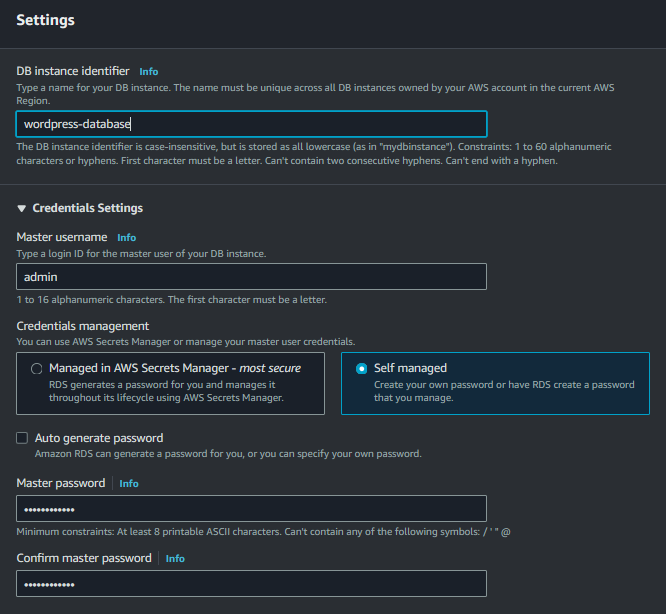 Settings
DB instance identifier Info
Type a name for your DB instance. The name must be unique across all DB instances owned by your AWS account in the current AWS
Region.
wordpress-database
The DB instance identifier is case-insensitive, but is stored as all lowercase (as in "mydbinstance"). Constraints: 1 to 60 alphanumeric
characters or hyphens. First character must be a letter. Can't contain two consecutive hyphens. Can't end with a hyphen.
Credentials Settings
Master username Info
Type a login ID for the master user of your DB instance.
admin
1 to 16 alphanumeric characters. The first character must be a letter.
Credentials management
You can use AWS Secrets Manager or manage your master user credentials.
Managed in AWS Secrets Manager - most secure
RDS generates a password for you and manages it
throughout its lifecycle using AWS Secrets Manager.
Self managed
Create your own password or have RDS create a password
that you manage.
Auto generate password
Amazon RDS can generate a password for you, or you can specify your own password.
Master password Info
••••••••••••
Minimum constraints: At least 8 printable ASCII characters. Can't contain any of the following symbols: / ' " @
Confirm master password Info
••••••••••••